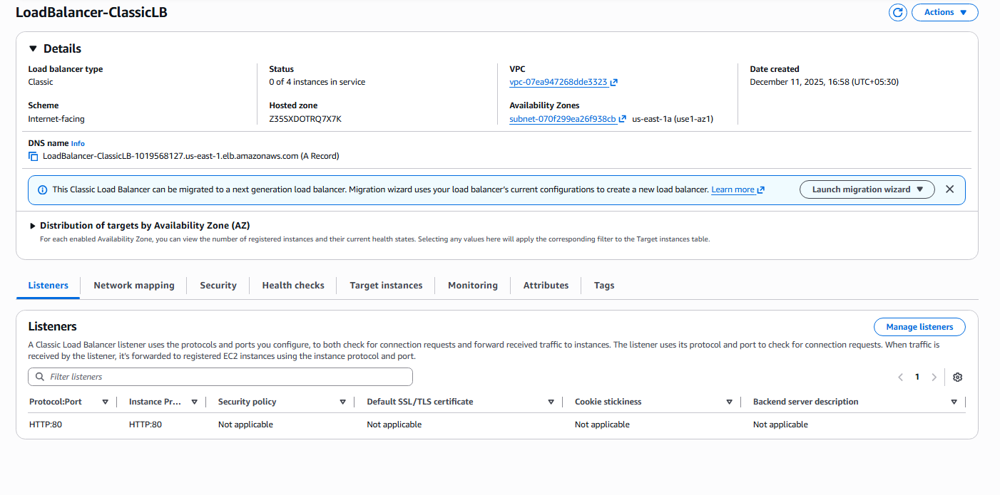 LoadBalancer-ClassicLB
Actions
Details
Load balancer type
Classic
Status
0 of 4 instances in service
VPC
vpc-07ea947268dde3323
Date created
December 11, 2025, 16:58 (UTC+05:30)
Scheme
Internet-facing
Hosted zone
Z35SXDOTRQ7X7K
Availability Zones
subnet-070f299ea26f938cb us-east-1a (use1-az1)
DNS name Info
LoadBalancer-ClassicLB-1019568127.us-east-1.elb.amazonaws.com (A Record)
This Classic Load Balancer can be migrated to a next generation load balancer. Migration wizard uses your load balancer's current configurations to create a new load balancer. Learn more
Launch migration wizard
Distribution of targets by Availability Zone (AZ)
For each enabled Availability Zone, you can view the number of registered instances and their current health states. Selecting any values here will apply the corresponding filter to the Target instances table.
Listeners Network mapping Security Health checks Target instances Monitoring Attributes Tags
Listeners
Manage listeners
A Classic Load Balancer listener uses the protocols and ports you configure, to both check for connection requests and forward received traffic to instances. The listener uses its protocol and port to check for connection requests. When traffic is
received by the listener, it's forwarded to registered EC2 instances using the instance protocol and port.
Filter listeners
1
Protocol:Port Instance Pr... Security policy Default SSL/TLS certificate Cookie stickiness Backend server description
HTTP:80 HTTP:80 Not applicable Not applicable Not applicable Not applicable